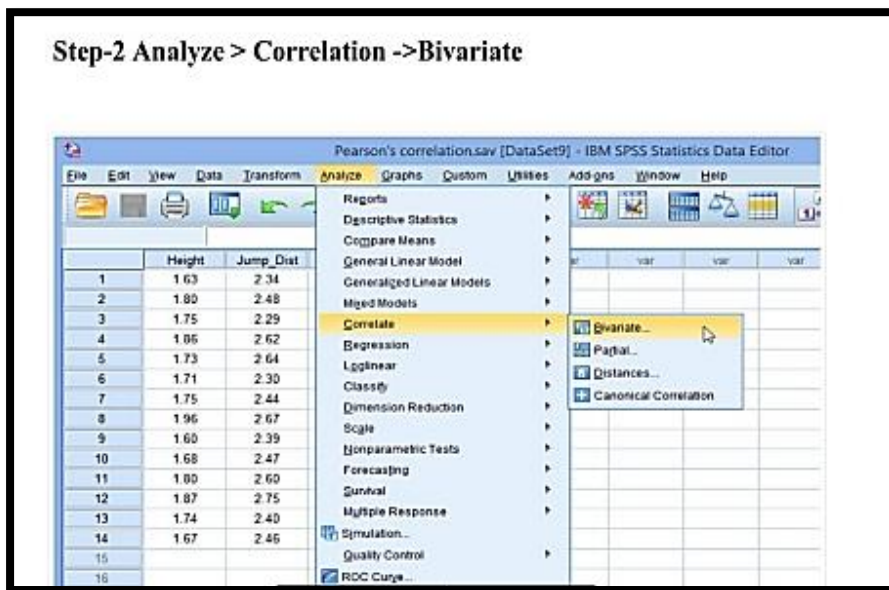 Step-2 Analyze > Correlation ->Bivariate
Pearson's correlation.sav [DataSet9] - IBM SPSS Statistics Data Editor
File Edit View Data Transform Analyze Graphs Custom Utilities Add-ons Window Help
Reports
Descriptive Statistics
Compare Means
General Linear Model
Generalized Linear Models
Mixed Models
Correlate
Regression
Loglinear
Classify
Dimension Reduction
Scale
Nonparametric Tests
Forecasting
Survival
Multiple Response
Simulation...
Quality Control
ROC Curve...
Bivariate...
Partial...
Distances...
Canonical Correlation
Height Jump_Dist var var var
1 1.63 2.34
2 1.80 2.48
3 1.75 2.29
4 1.86 2.62
5 1.73 2.64
6 1.71 2.30
7 1.75 2.44
8 1.96 2.67
9 1.60 2.39
10 1.68 2.47
11 1.80 2.60
12 1.87 2.75
13 1.74 2.40
14 1.67 2.46
15
16